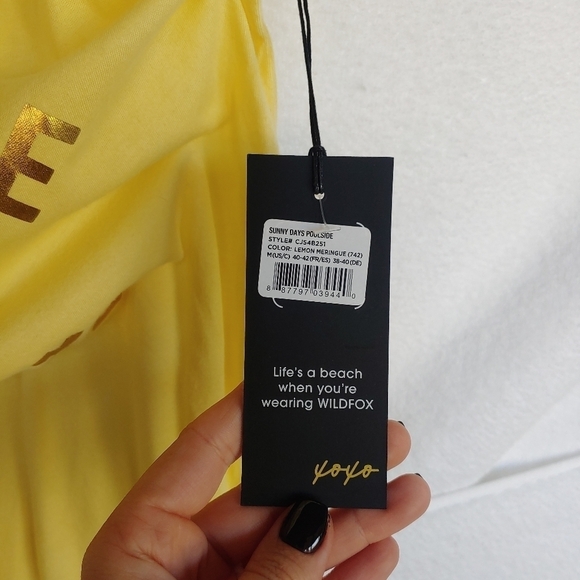 E
SUNNY DAYS POOLSIDE
STYLE# CJS4B251
COLOR: LEMON MERINGUE (742)
M(US/C) 40-42(FR/ES) 38-40(DE)
8 87797 03944 0
Life's a beach
when you're
wearing WILDFOX
xoxo